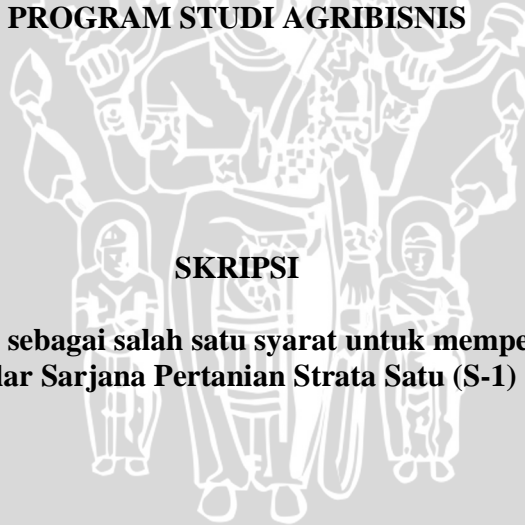 PROGRAM STUDI AGRIBISNIS
SKRIPSI
sebagai salah satu syarat untuk
Sarjana Pertanian Strata Satu (S-1)